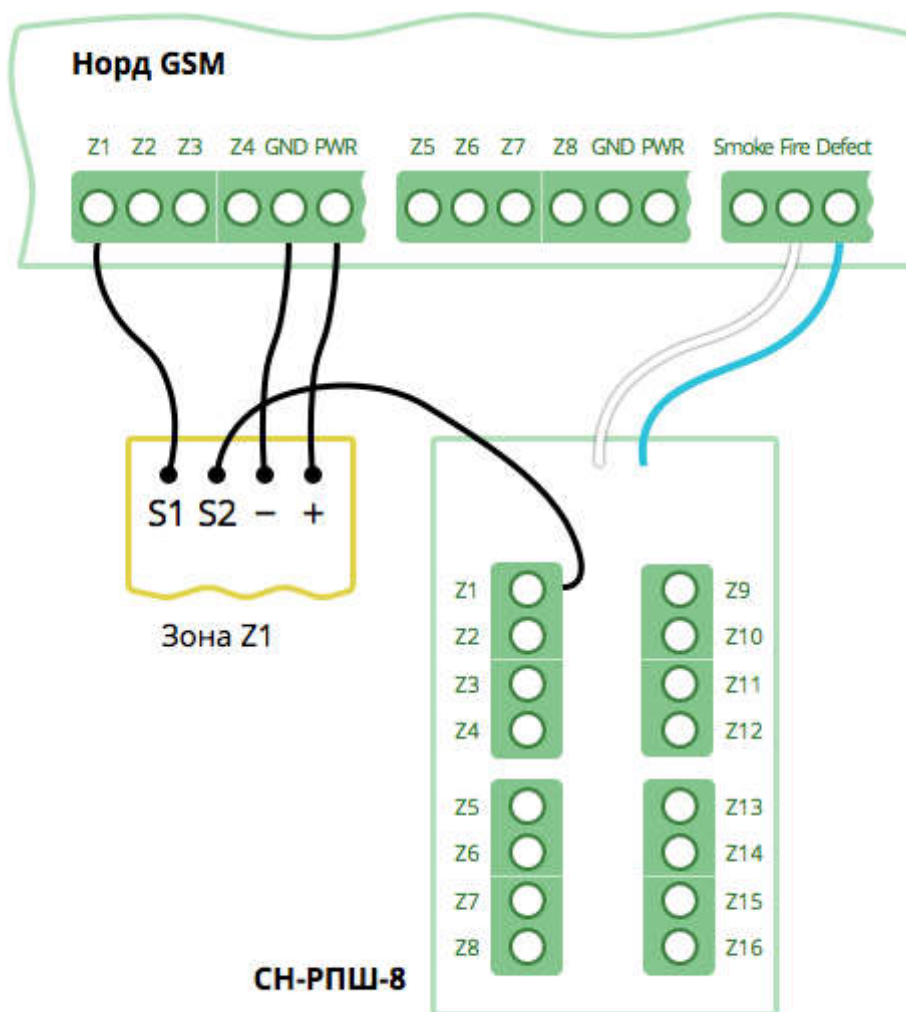 Норд GSM
Z1 Z2 Z3 Z4 GND PWR Z5 Z6 Z7 Z8 GND PWR Smoke Fire Defect
S1 S2 − +
Зона Z1
Z1 Z9
Z2 Z10
Z3 Z11
Z4 Z12
Z5 Z13
Z6 Z14
Z7 Z15
Z8 Z16
СН-РПШ-8